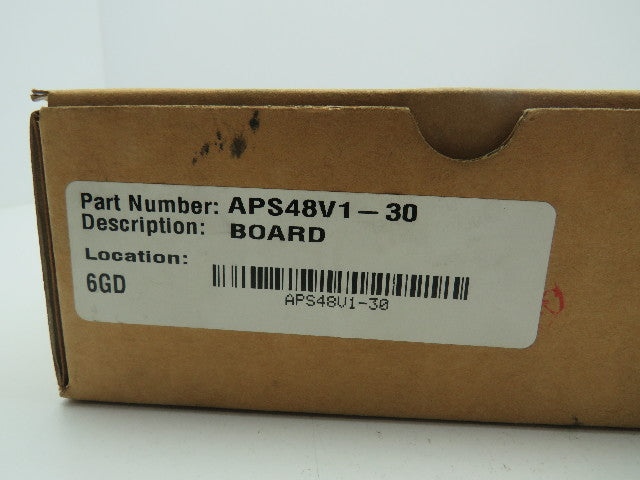 Part Number: APS48V1-30
Description: BOARD
Location:
6GD
APS48V1-30